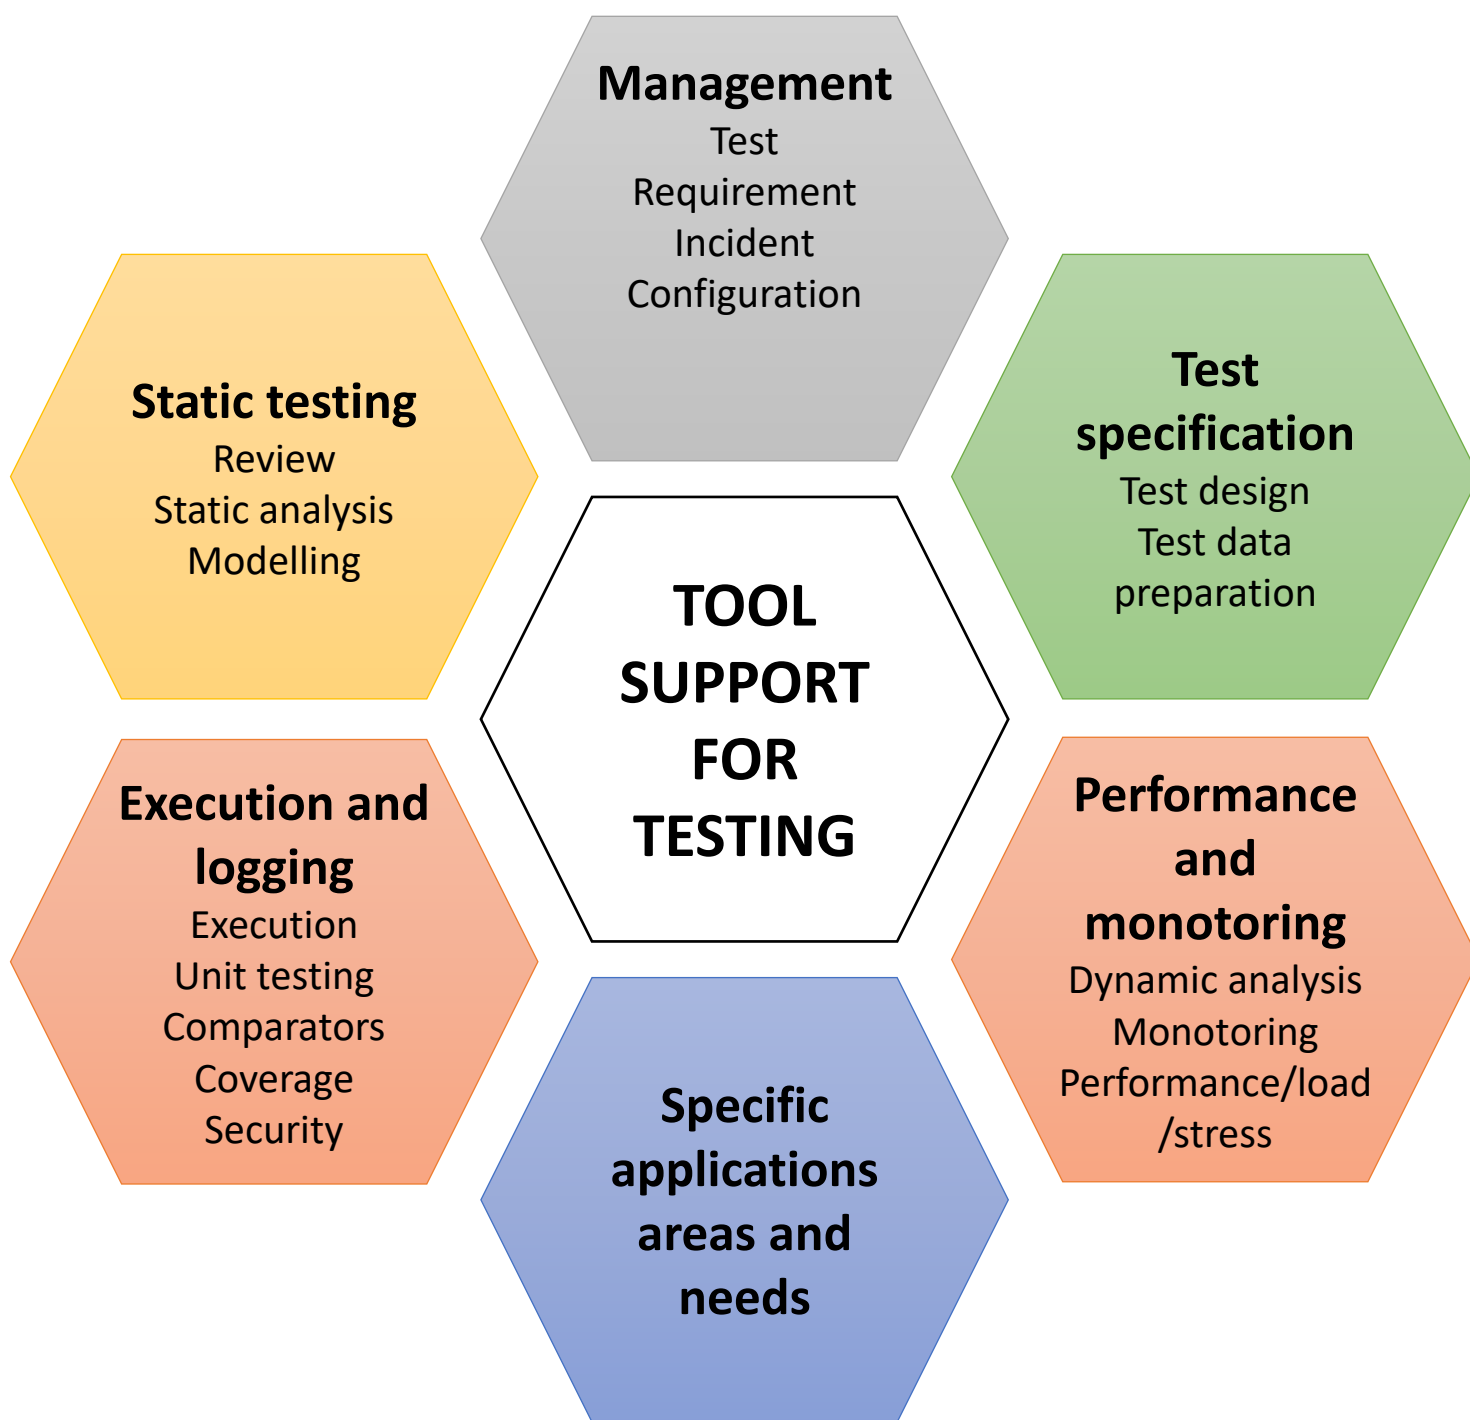 Management
Test
Requirement
Incident
Configuration
Static testing
Review
Static analysis
Modelling
Test
specification
Test design
Test data
preparation
TOOL
SUPPORT
FOR
TESTING
Execution and
logging
Execution
Unit testing
Comparators
Coverage
Security
Performance
and
monotoring
Dynamic analysis
Monotoring
Performance/load
/stress
Specific
applications
areas and
needs